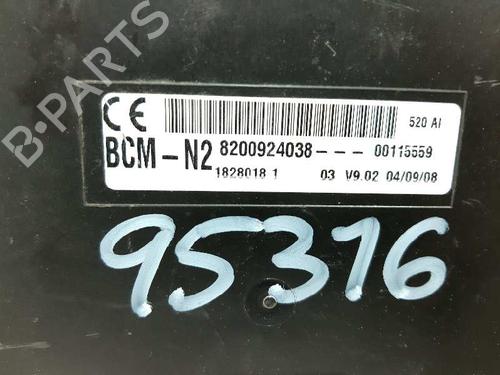 B-PARTS
CE 520 AI
BCM-N2 8200924038--- 00115559
1828018 1 03 V9.02 04/09/08
95316